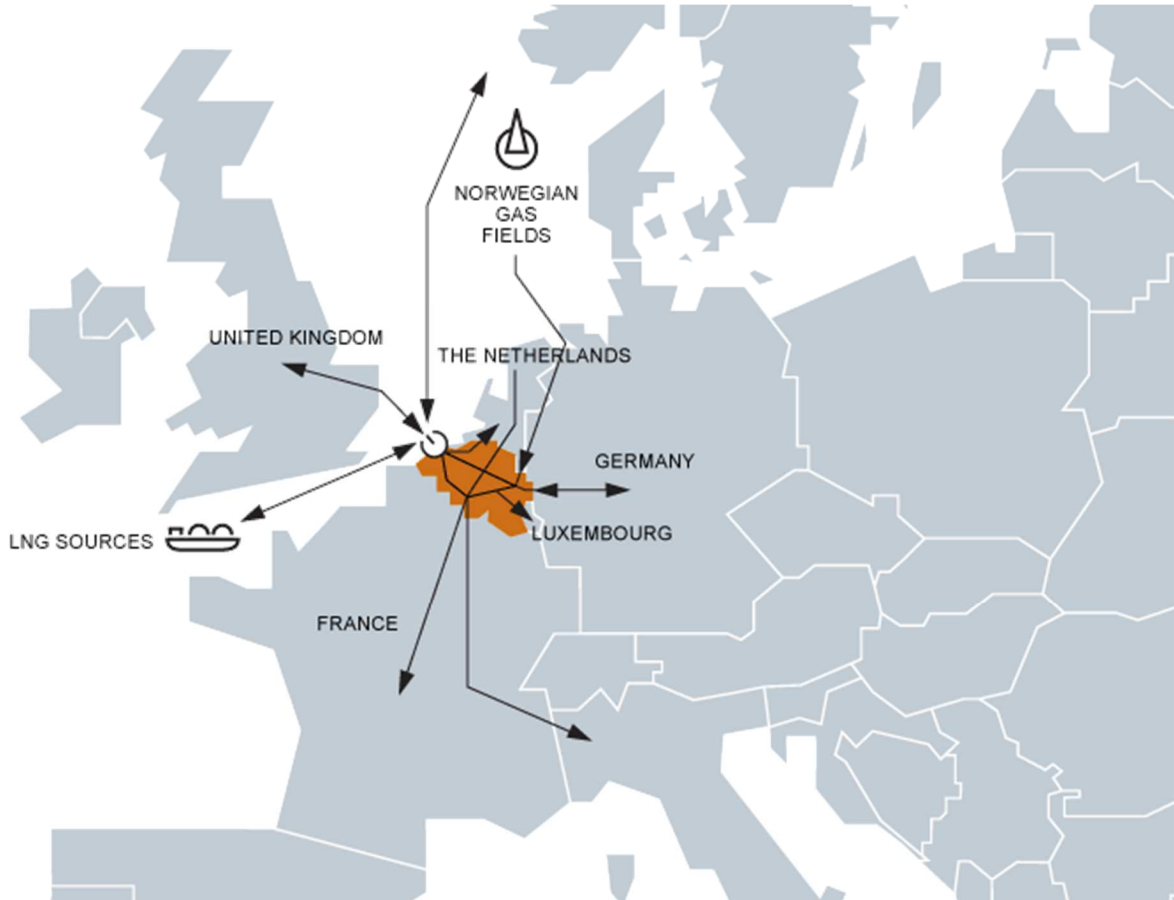 NORWEGIAN
GAS
FIELDS
UNITED KINGDOM
THE NETHERLANDS
GERMANY
LUXEMBOURG
LNG SOURCES
FRANCE